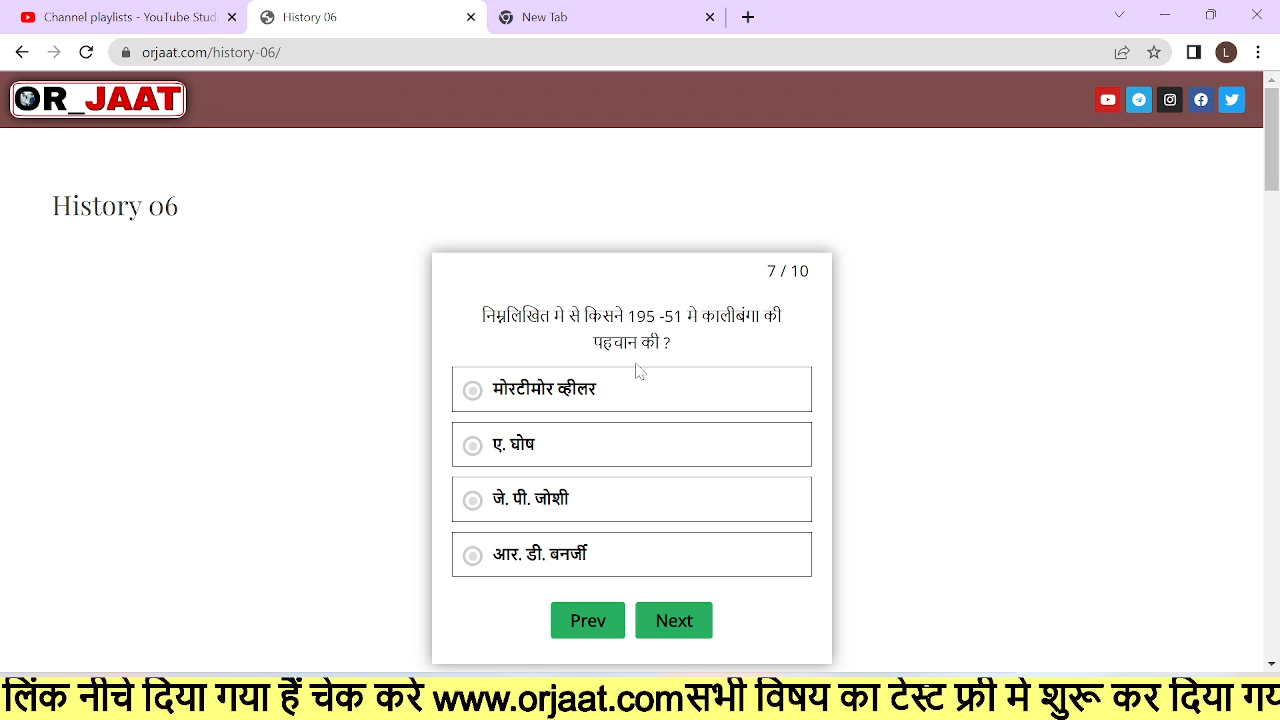 Channel playlists - YouTube Studi
History 06
New Tab
orjaat.com/history-06/
L
OR_JAAT
History 06
7 / 10
निम्नलिखित मे से किसने 195 -51 मे कालीबंगा की
पहचान की ?
मोरटीमोर व्हीलर
ए. घोष
जे. पी. जोशी
आर. डी. बनर्जी
Prev
Next
लिंक नीचे दिया गया हैं चेक करे www.orjaat.comसभी विषय का टेस्ट फ्री मे शुरू कर दिया गय